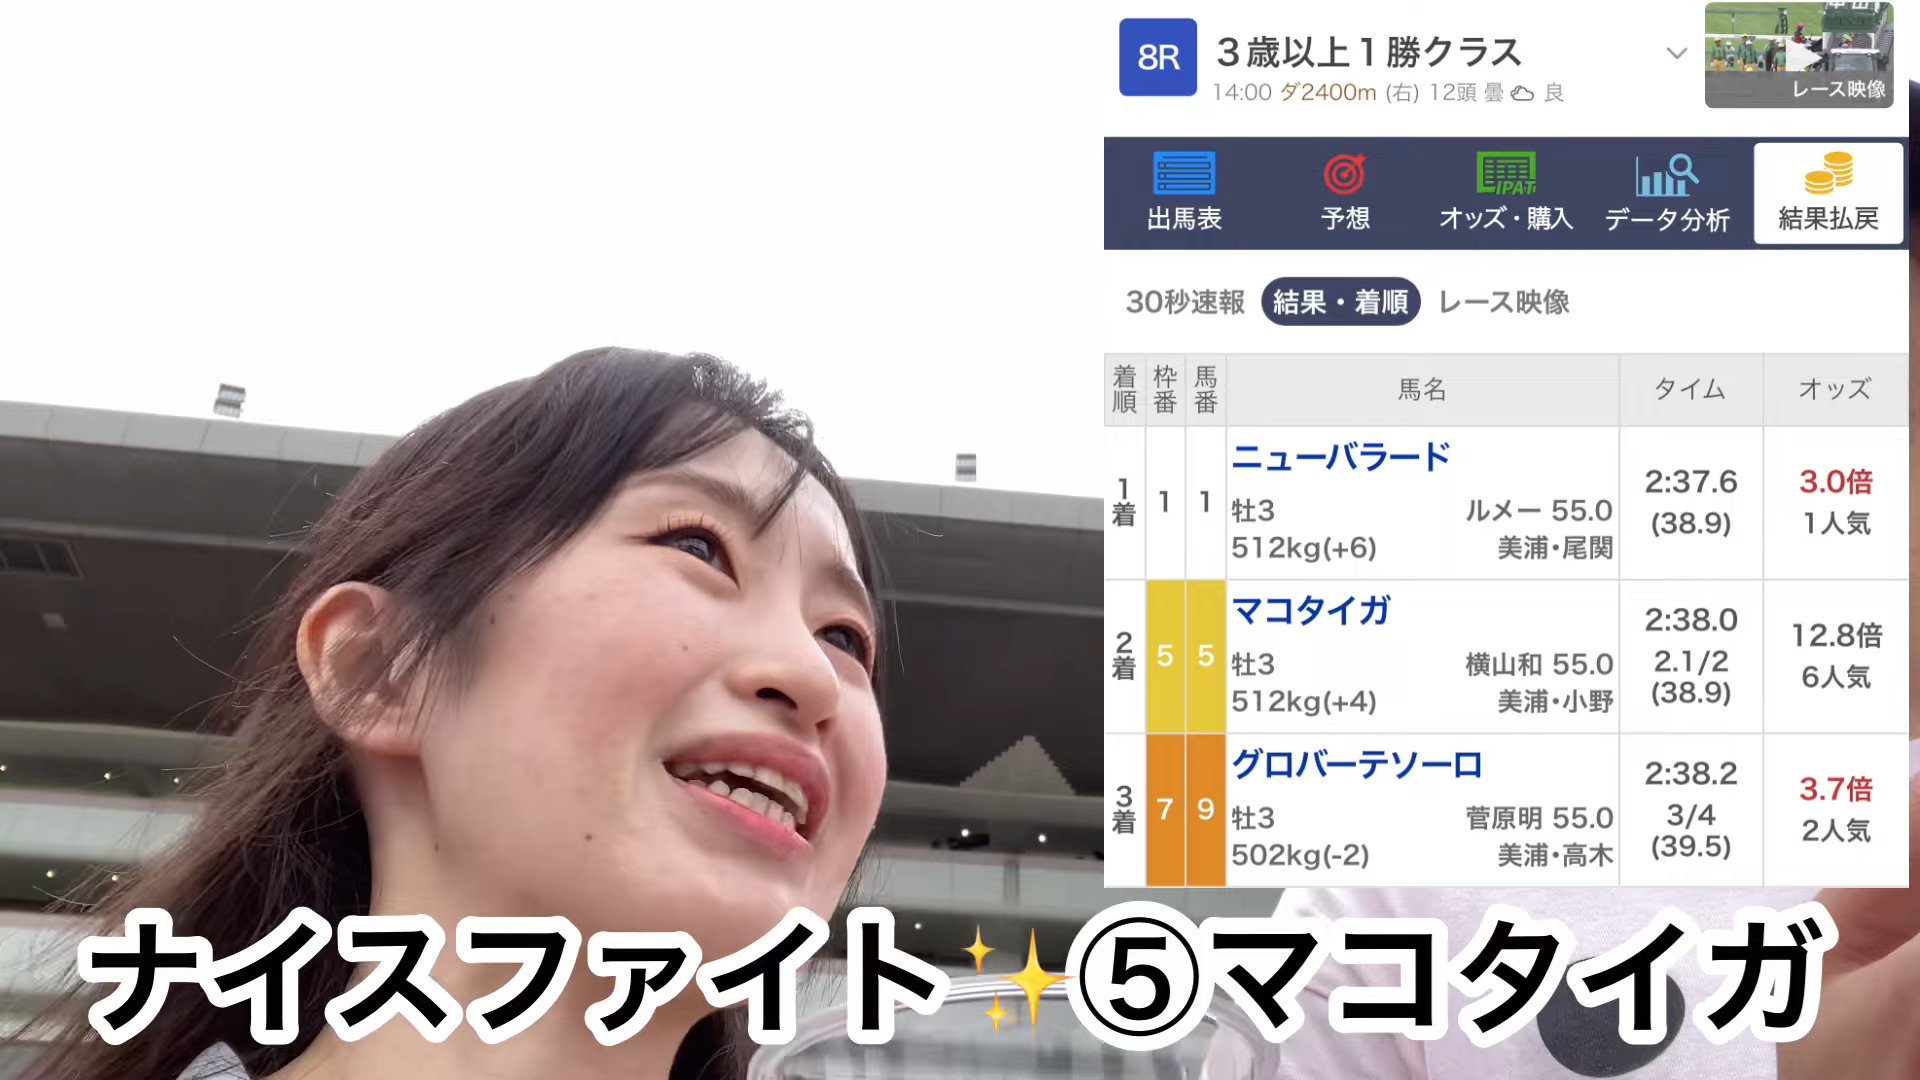 8R
3歳以上1勝クラス
14:00 ダ2400m (右) 12頭 曇 良
レース映像
出馬表
予想
IPAT
オッズ・購入
データ分析
結果払戻
30秒速報 結果・着順 レース映像
着順 枠番 馬番 馬名 タイム オッズ
1着 1 1 ニューバラード 2:37.6 3.0倍
牡3 ルメー 55.0 (38.9) 1人気
512kg(+6) 美浦・尾関
2着 5 5 マコタイガ 2:38.0 12.8倍
牡3 横山和 55.0 2.1/2 6人気
512kg(+4) 美浦・小野 (38.9)
3着 7 9 グロバーテソーロ 2:38.2 3.7倍
牡3 菅原明 55.0 3/4 2人気
502kg(-2) 美浦・高木 (39.5)
ナイスファイト✨⑤マコタイガ